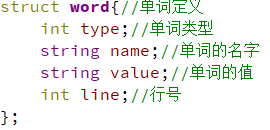 struct word{//单词定义
    int type;//单词类型
    string name;//单词的名字
    string value;//单词的值
    int line;//行号
};